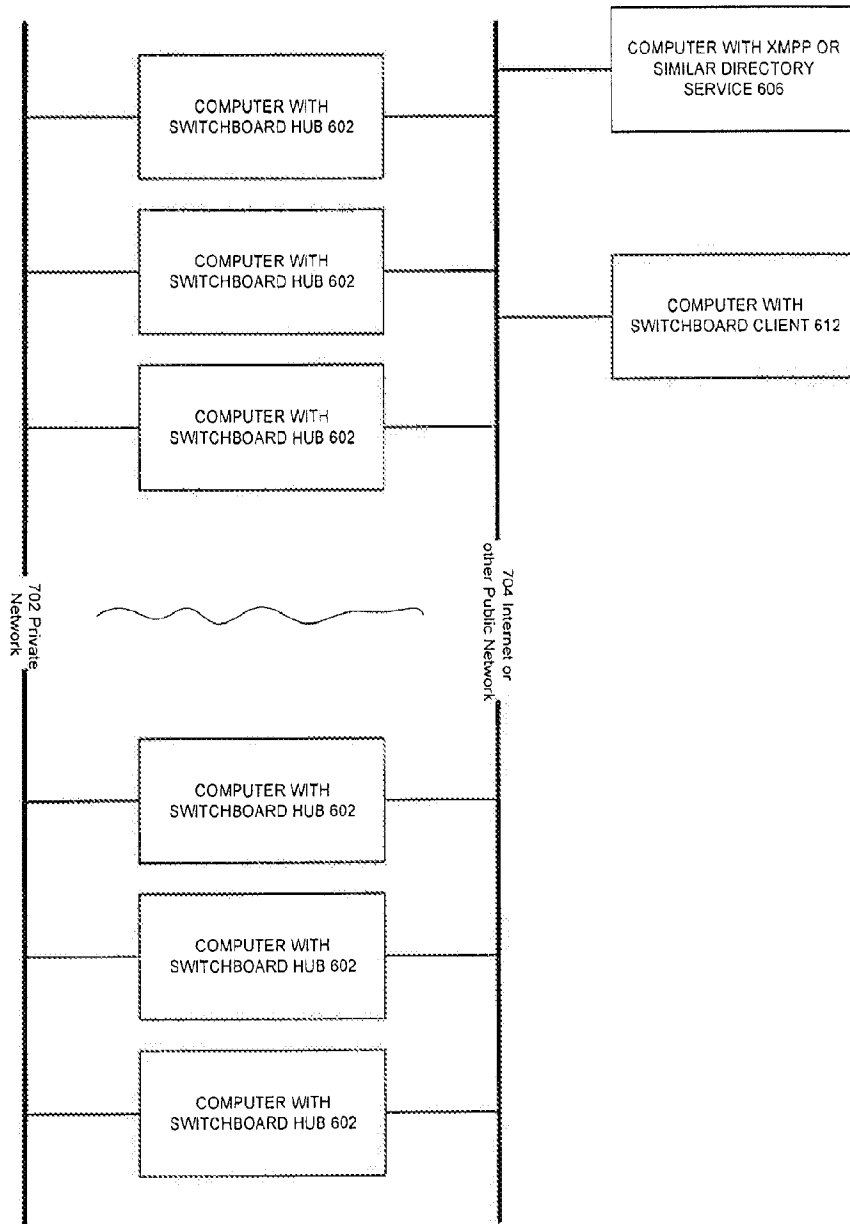 COMPUTER WITH XMPP OR
SIMILAR DIRECTORY
SERVICE 606
COMPUTER WITH
SWITCHBOARD HUB 602
COMPUTER WITH
SWITCHBOARD HUB 602
COMPUTER WITH
SWITCHBOARD CLIENT 612
COMPUTER WITH
SWITCHBOARD HUB 602
702 Private
Network
704 Internet or
other Public Network
COMPUTER WITH
SWITCHBOARD HUB 602
COMPUTER WITH
SWITCHBOARD HUB 602
COMPUTER WITH
SWITCHBOARD HUB 602